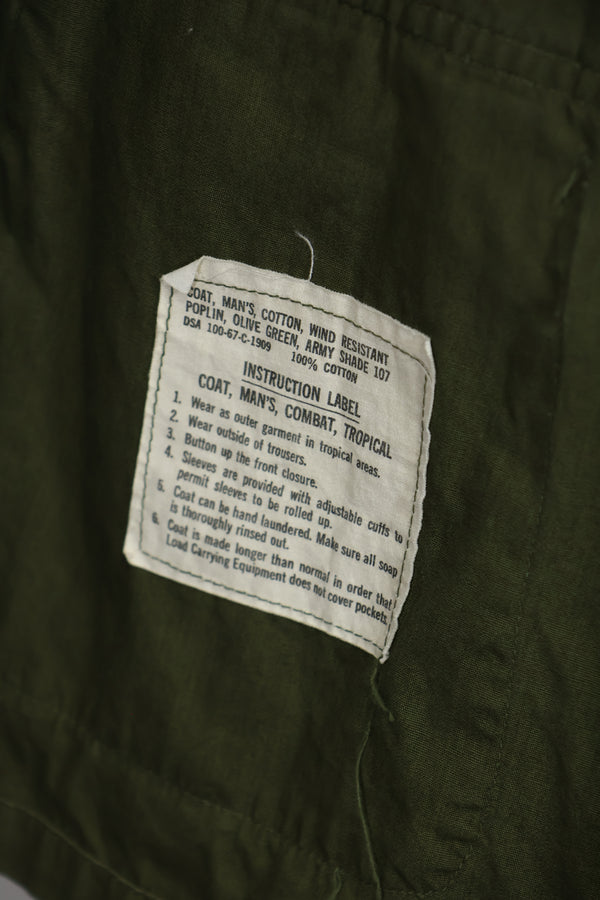 COAT, MAN'S, COTTON, WIND RESISTANT
POPLIN, OLIVE GREEN, ARMY SHADE 107
DSA 100-67-C-1909 100% COTTON
INSTRUCTION LABEL
COAT, MAN'S, COMBAT, TROPICAL
1. Wear as outer garment in tropical areas.
2. Wear outside of trousers.
3. Button up the front closure.
4. Sleeves are provided with adjustable cuffs to
permit sleeves to be rolled up.
5. Coat can be hand laundered. Make sure all soap
is thoroughly rinsed out.
6. Coat is made longer than normal in order that
Load Carrying Equipment does not cover pockets.